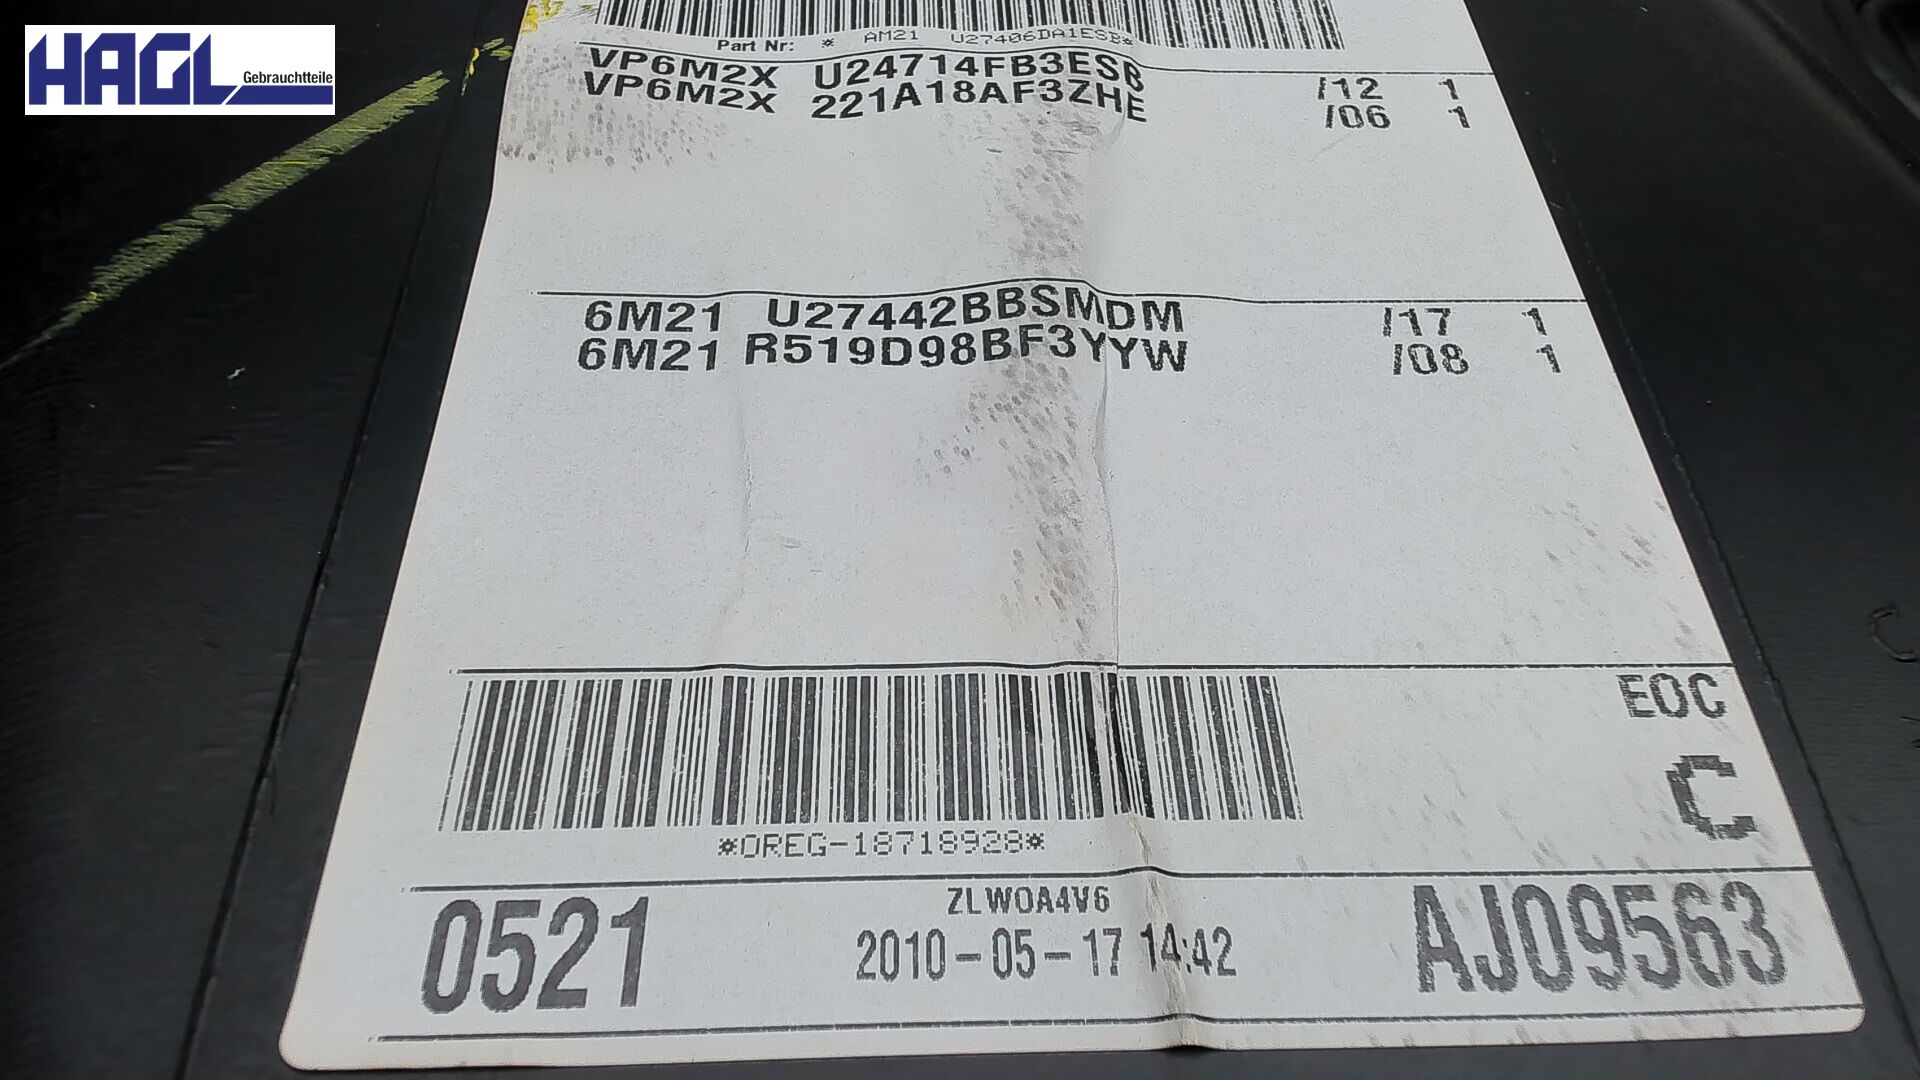 HAGL Gebrauchtteile
Part Nr: * AM21 U27406DA1ESB*
VP6M2X U24714FB3ESB /12 1
VP6M2X 221A18AF3ZHE /06 1
6M21 U27442BBSMDM /17 1
6M21 R519D98BF3YYW /08 1
EOC
C
*OREG-18718928*
ZLWOA4V6
0521 2010-05-17 14:42 AJ09563